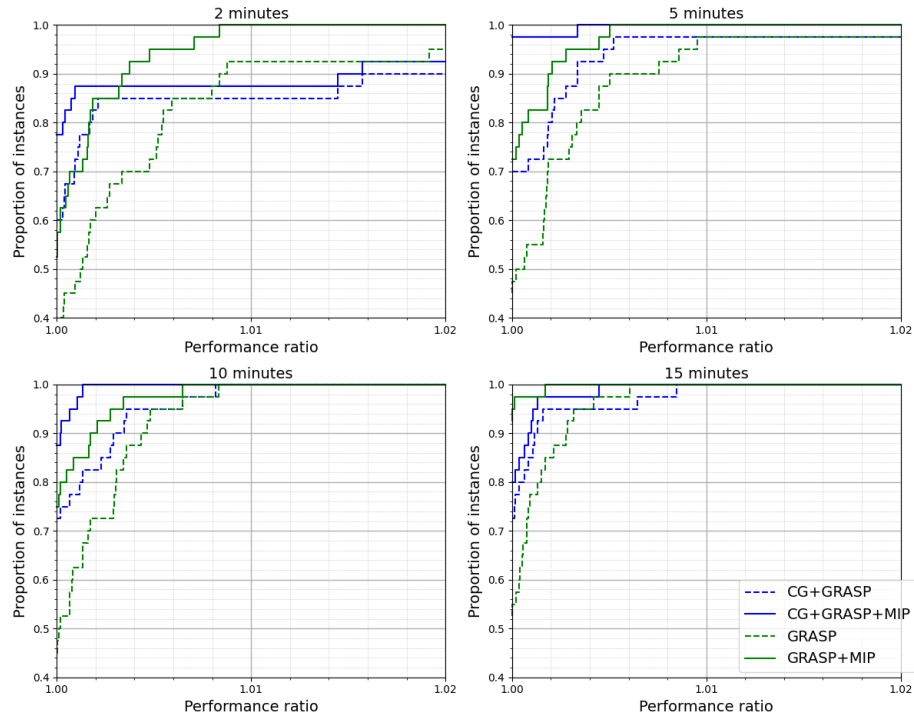 2 minutes
1.0
0.9
0.8
0.7
0.6
0.5
0.4
Proportion of instances
1.00
1.01
1.02
Performance ratio
5 minutes
1.0
0.9
0.8
0.7
0.6
0.5
0.4
Proportion of instances
1.00
1.01
1.02
Performance ratio
10 minutes
1.0
0.9
0.8
0.7
0.6
0.5
0.4
Proportion of instances
1.00
1.01
1.02
Performance ratio
15 minutes
1.0
0.9
0.8
0.7
0.6
0.5
0.4
Proportion of instances
1.00
1.01
1.02
Performance ratio
CG+GRASP
CG+GRASP+MIP
GRASP
GRASP+MIP